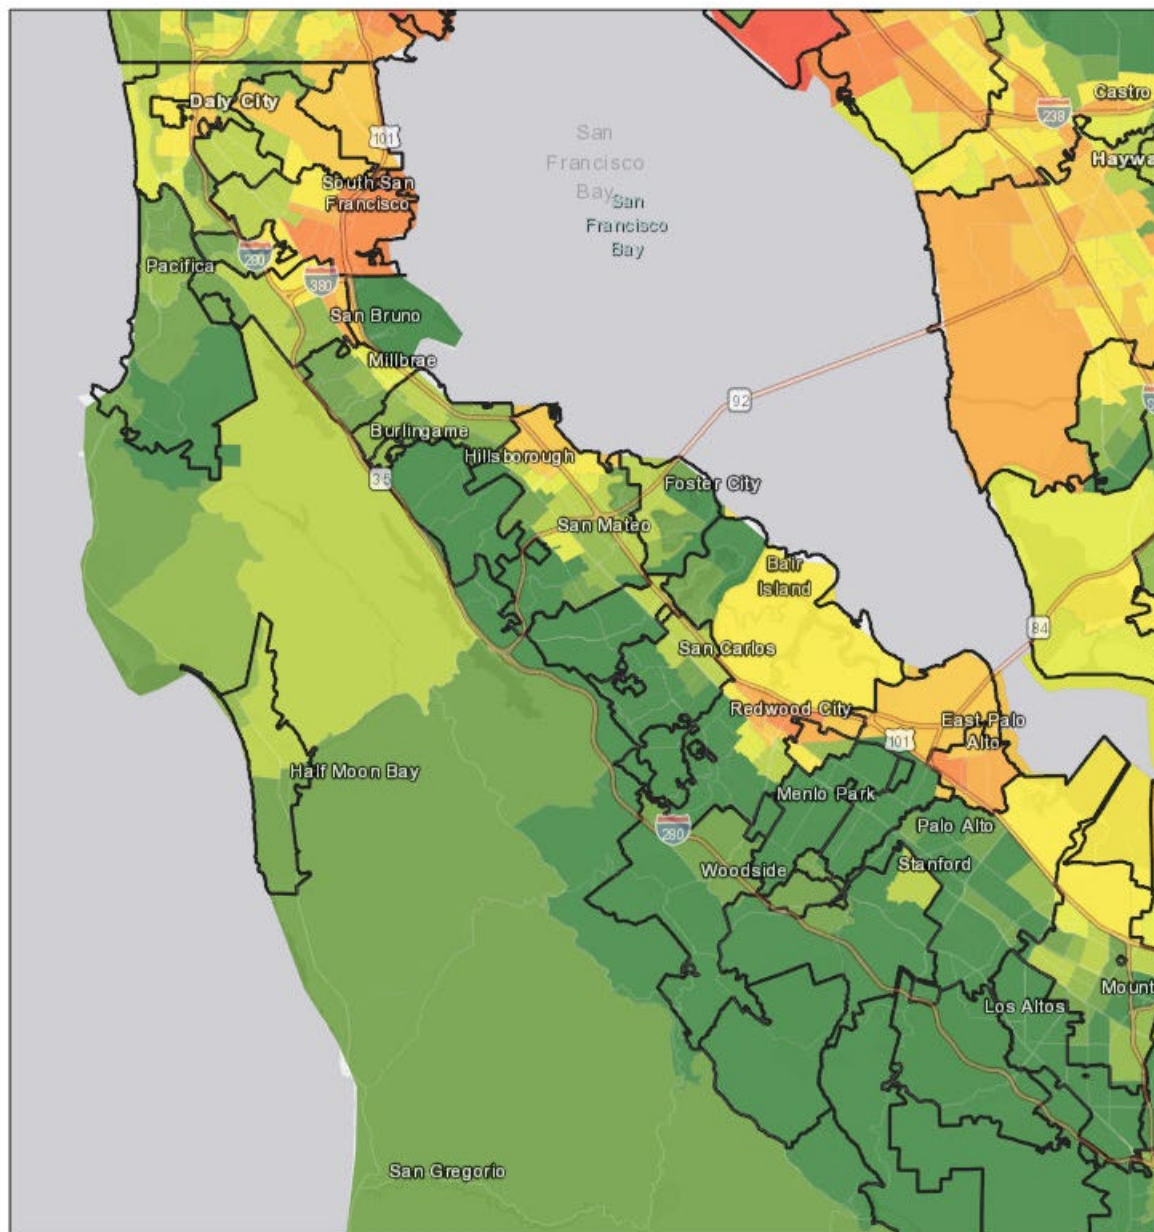 Castro
238
Daly City
101
San
Francisco
Bay
Haywa
South San
Francisco
San
Francisco
Bay
280
Pacifica
380
San Bruno
Millbrae
92
Burlingame
Hillsborough
35
Foster City
San Mateo
Bair
Island
84
San Carlos
Redwood City
East Palo
Alto
101
Half Moon Bay
Menlo Park
280
Palo Alto
Woodside
Stanford
Mount
Los Altos
San Gregorio